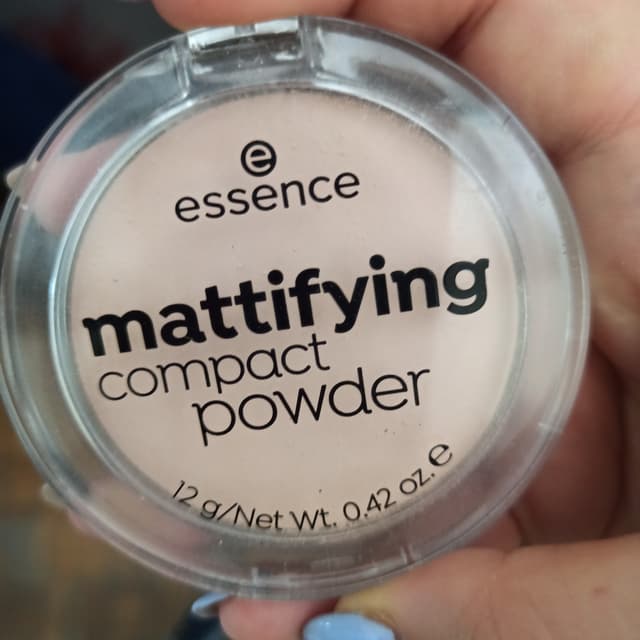 e
essence
mattifying
compact
powder
12 g/Net Wt. 0.42 oz. ℮